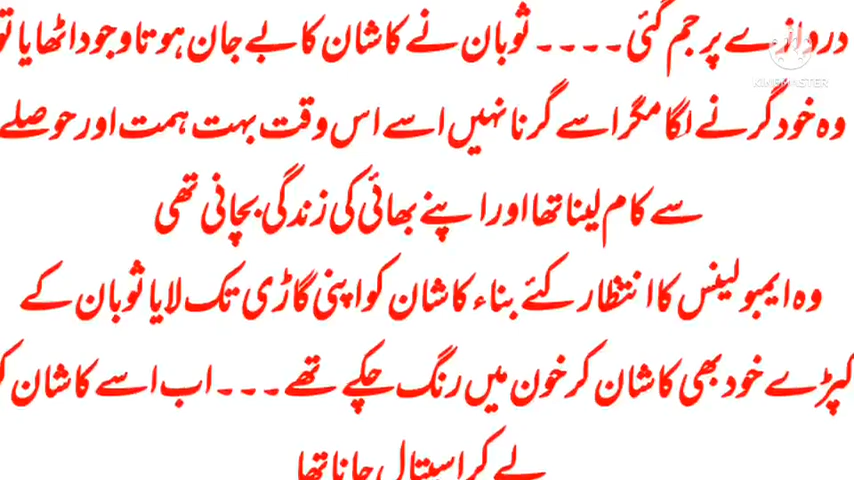 دروازے پر جم گئی ---- ثوبان نے کاشان کا بے جان ہوتا وجود اٹھایا تو
وہ خود گرنے لگا مگر اسے گرنا نہیں اسے اس وقت بہت ہمت اور حوصلے
سے کام لینا تھا اور اپنے بھائی کی زندگی بچانی تھی
وہ ایمبولینس کا انتظار کئے بناء کاشان کو اپنی گاڑی تک لایا ثوبان کے
کپڑے خود بھی کاشان کر خون میں رنگ چکے تھے --- اب اسے کاشان
لے کر اسپتال جانا تھا
KINEMASTER